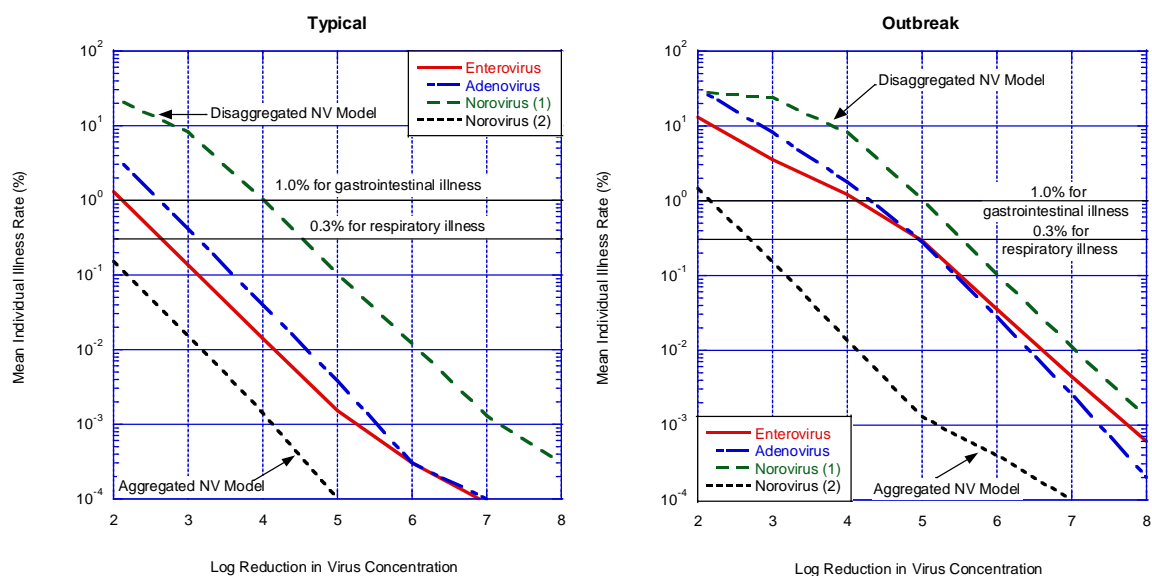 Typical
Mean Individual Illness Rate (%)
10^2
10^1
10^0
10^-1
10^-2
10^-3
10^-4
Enterovirus
Adenovirus
Norovirus (1)
Norovirus (2)
Disaggregated NV Model
1.0% for gastrointestinal illness
0.3% for respiratory illness
Aggregated NV Model
2 3 4 5 6 7 8
Log Reduction in Virus Concentration
Outbreak
Mean Individual Illness Rate (%)
10^2
10^1
10^0
10^-1
10^-2
10^-3
10^-4
Disaggregated NV Model
1.0% for
gastrointestinal illness
0.3% for
respiratory illness
Enterovirus
Adenovirus
Norovirus (1)
Norovirus (2)
Aggregated NV Model
2 3 4 5 6 7 8
Log Reduction in Virus Concentration